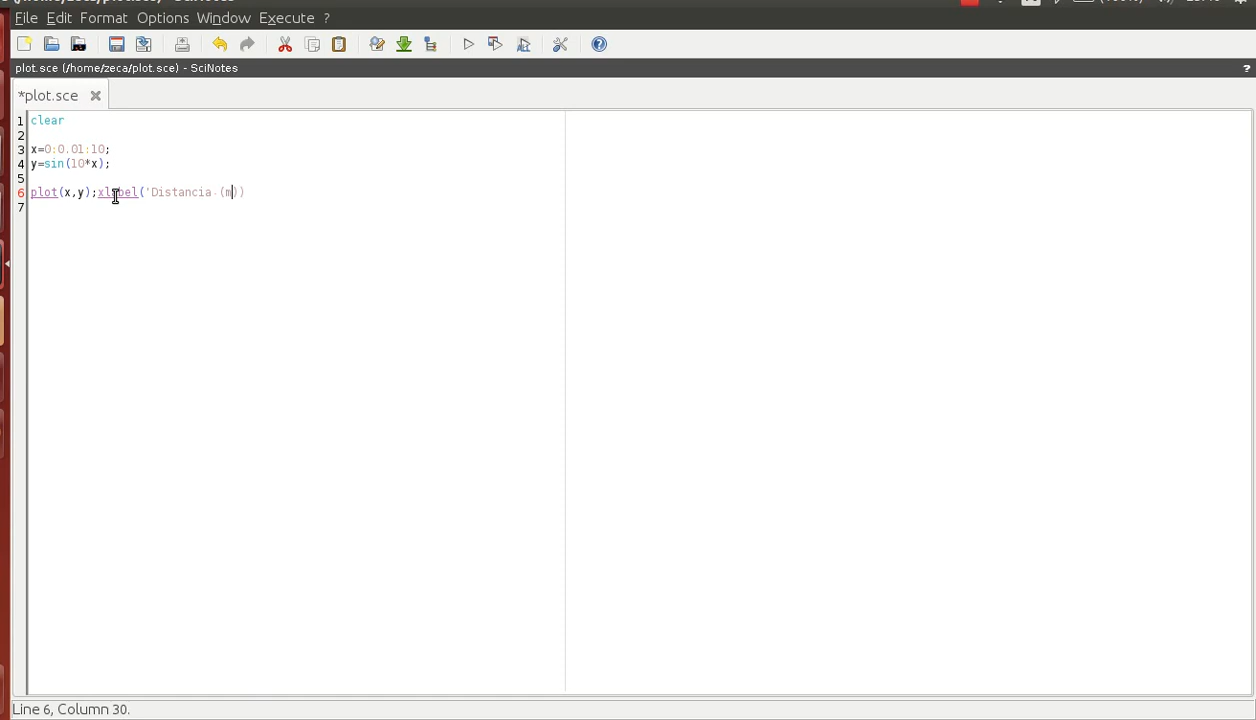 File Edit Format Options Window Execute ?
plot.sce (/home/zeca/plot.sce) - SciNotes ?
*plot.sce
1 clear
2
3 x=0:0.01:10;
4 y=sin(10*x);
5
6 plot(x,y);xlabel('Distancia (m))
7
Line 6, Column 30.